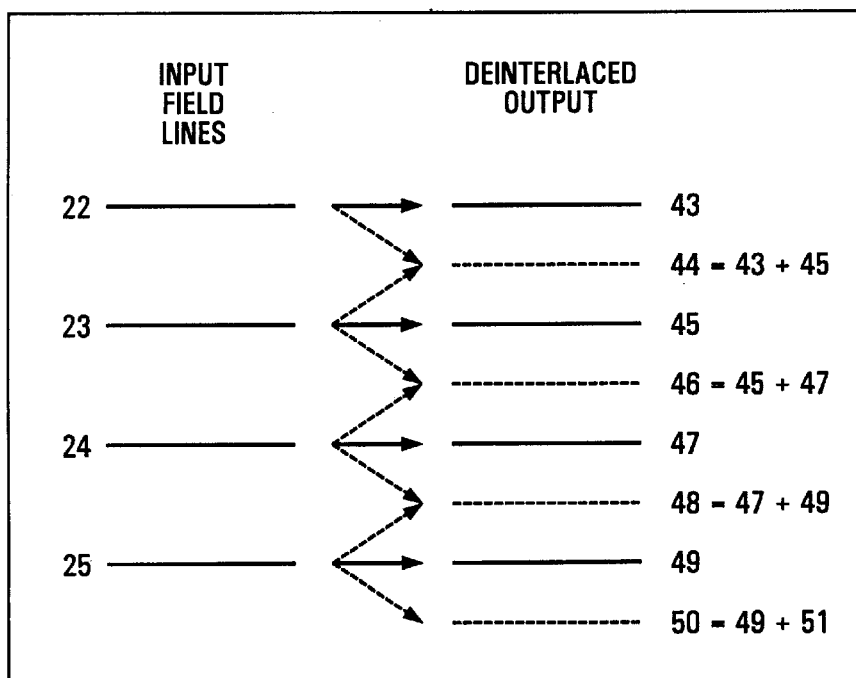 INPUT
FIELD
LINES
DEINTERLACED
OUTPUT
22
43
44 = 43 + 45
23
45
46 = 45 + 47
24
47
48 = 47 + 49
25
49
50 = 49 + 51